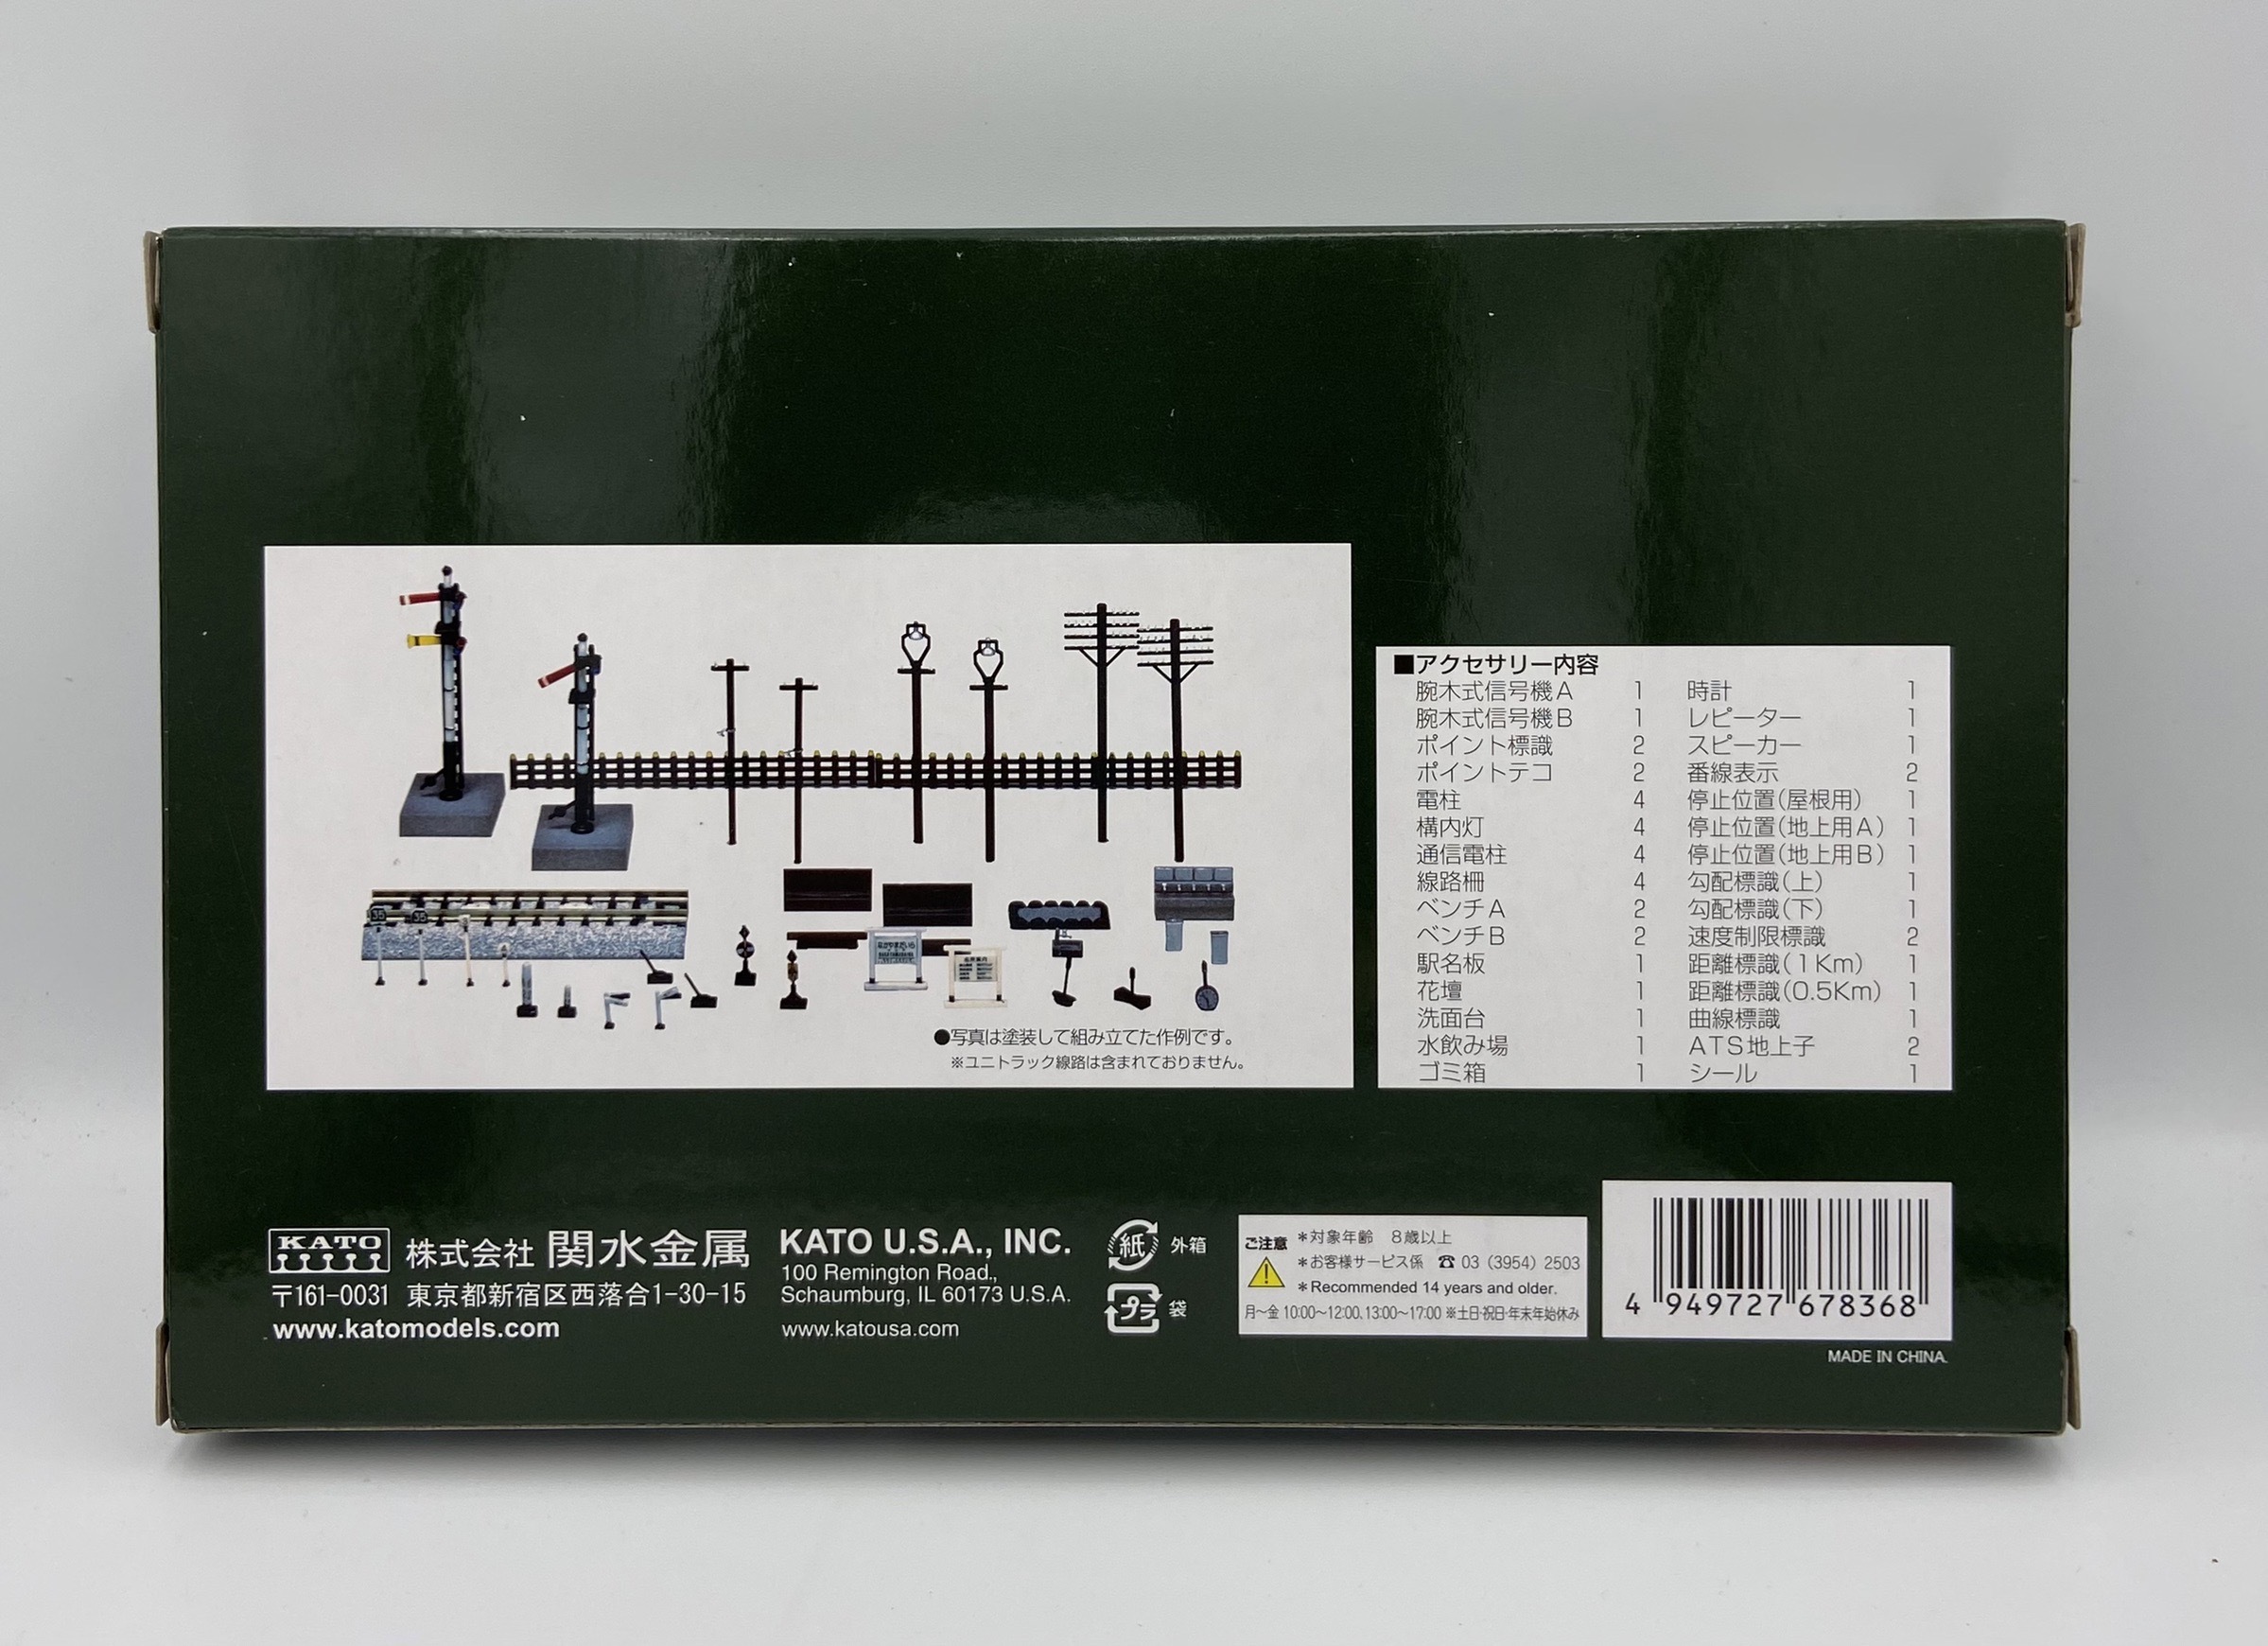 ●写真は塗装して組み立てた作例です。
※ユニトラック線路は含まれておりません。
■アクセサリー内容
腕木式信号機A 1
腕木式信号機B 1
ポイント標識 2
ポイントテコ 2
電柱 4
構内灯 4
通信電柱 4
線路柵 4
ベンチA 2
ベンチB 2
駅名板 1
花壇 1
洗面台 1
水飲み場 1
ゴミ箱 1
時計 1
レピーター 1
スピーカー 1
番線表示 2
停止位置(屋根用) 1
停止位置(地上用A) 1
停止位置(地上用B) 1
勾配標識(上) 1
勾配標識(下) 1
速度制限標識 2
距離標識(1Km) 1
距離標識(0.5Km) 1
曲線標識 1
ATS地上子 2
シール 1
35 35
KATO 株式会社 関水金属
〒161-0031 東京都新宿区西落合1-30-15
www.katomodels.com
KATO U.S.A., INC.
100 Remington Road.,
Schaumburg, IL 60173 U.S.A.
www.katousa.com
紙 外箱
プラ 袋
ご注意
*対象年齢 8歳以上
*お客様サービス係 ☎ 03 (3954) 2503
*Recommended 14 years and older.
月〜金 10:00〜12:00、13:00〜17:00 ※土日・祝日・年末年始休み
4 949727 678368
MADE IN CHINA.